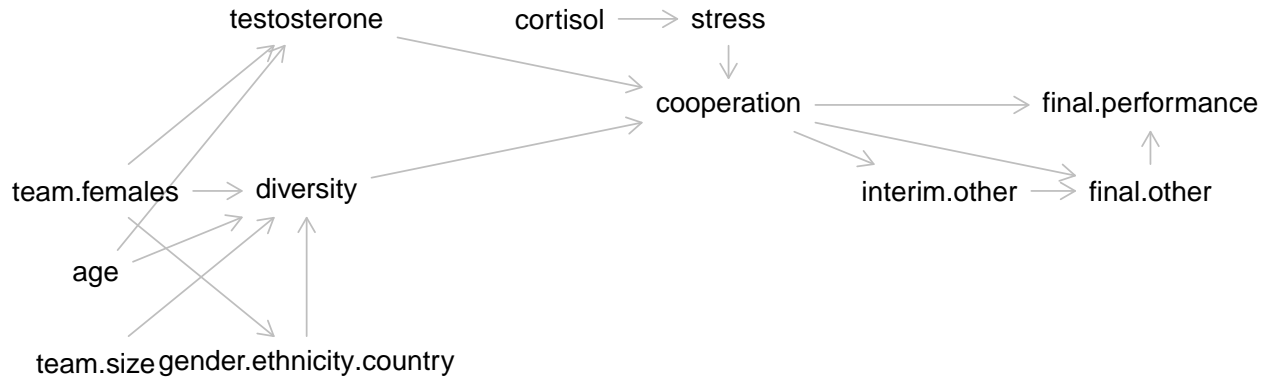 testosterone
cortisol
stress
cooperation
final.performance
team.females
diversity
interim.other
final.other
age
team.size
gender.ethnicity.country